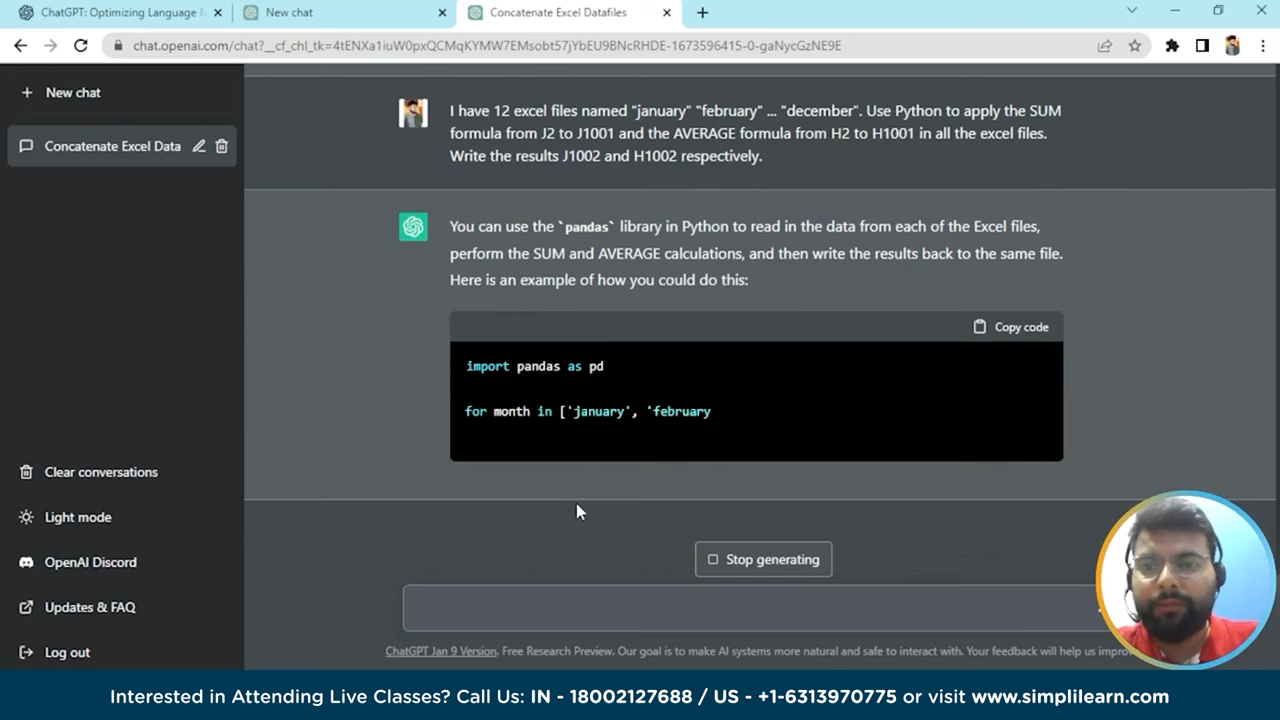 ChatGPT: Optimizing Language M
New chat
Concatenate Excel Datafiles
chat.openai.com/chat?__cf_chl_tk=4tENXa1iuW0pxQCMqKYMW7EMsobt57jYbEU9BNcRHDE-1673596415-0-gaNycGzNE9E
New chat
Concatenate Excel Data
I have 12 excel files named "january" "february" ... "december". Use Python to apply the SUM
formula from J2 to J1001 and the AVERAGE formula from H2 to H1001 in all the excel files.
Write the results J1002 and H1002 respectively.
You can use the `pandas` library in Python to read in the data from each of the Excel files,
perform the SUM and AVERAGE calculations, and then write the results back to the same file.
Here is an example of how you could do this:
Copy code
import pandas as pd
for month in ['january', 'february
Clear conversations
Light mode
OpenAI Discord
Updates & FAQ
Log out
Stop generating
ChatGPT Jan 9 Version. Free Research Preview. Our goal is to make AI systems more natural and safe to interact with. Your feedback will help us improv
Interested in Attending Live Classes? Call Us: IN - 18002127688 / US - +1-6313970775 or visit www.simplilearn.com